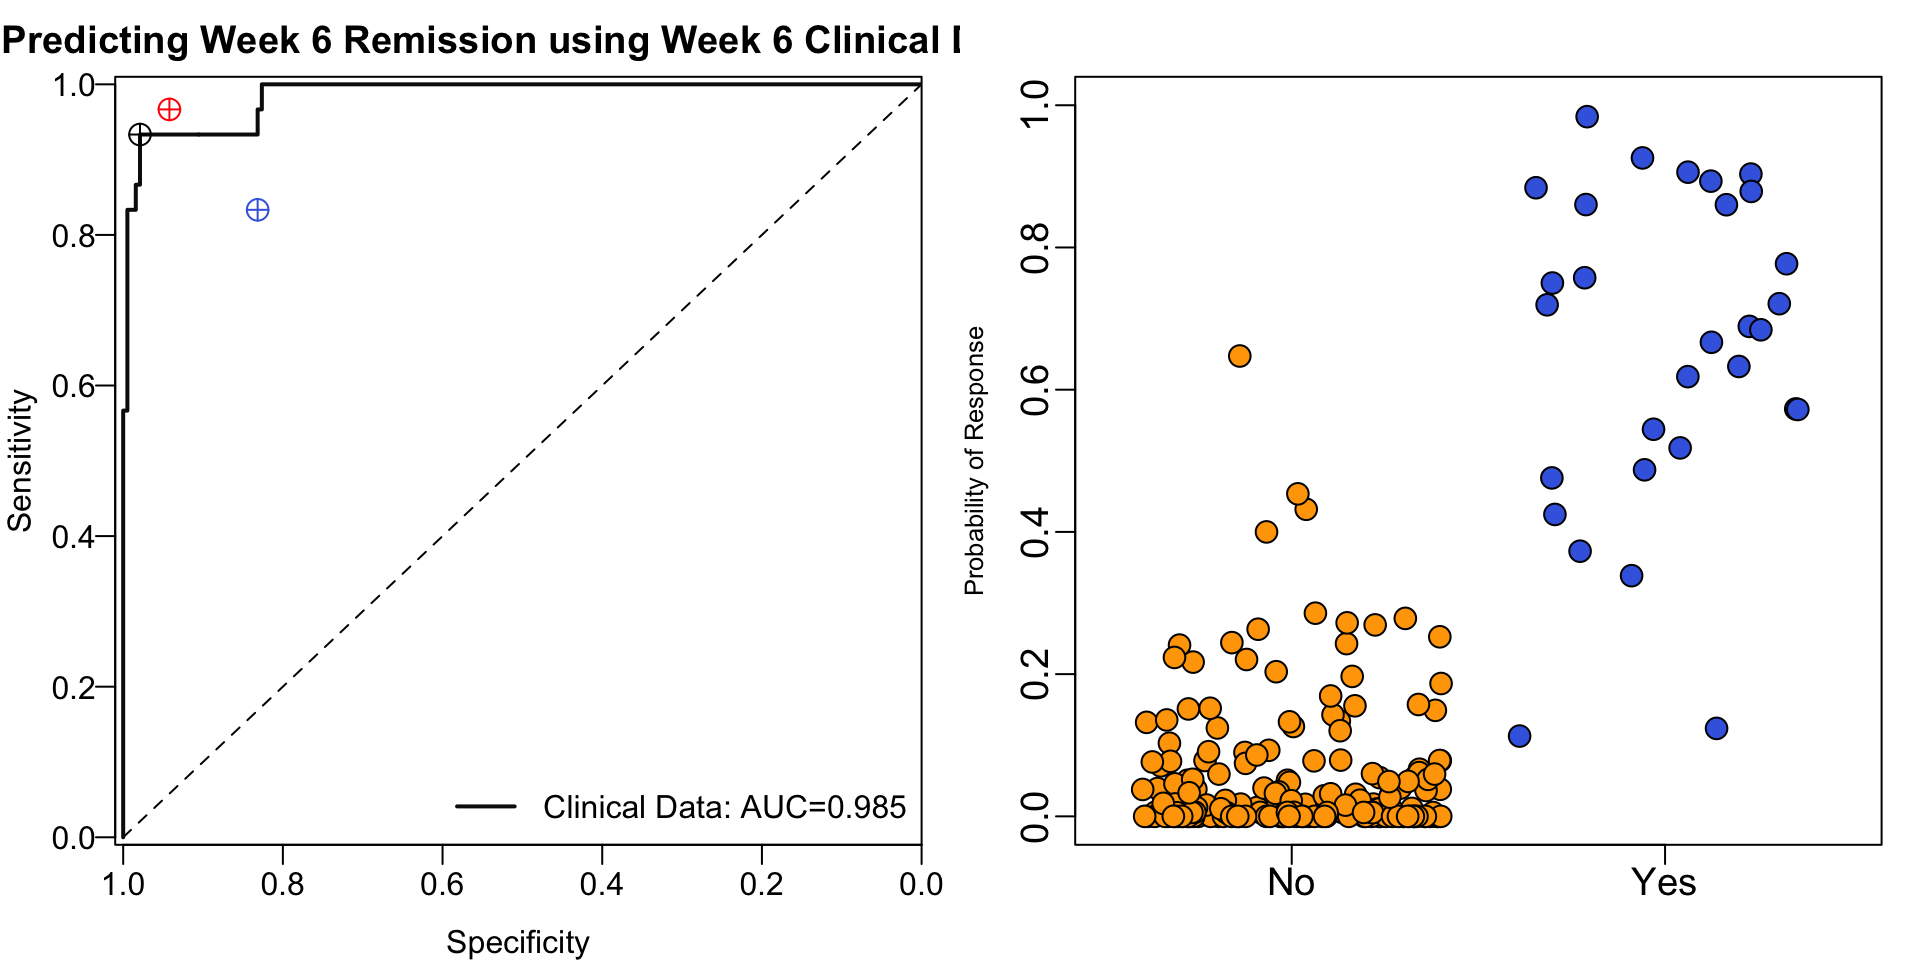 Predicting Week 6 Remission using Week 6 Clinical
Sensitivity
1.0
0.8
0.6
0.4
0.2
0.0
Clinical Data: AUC=0.985
1.0 0.8 0.6 0.4 0.2 0.0
Specificity
Probability of Response
1.0
0.8
0.6
0.4
0.2
0.0
No Yes